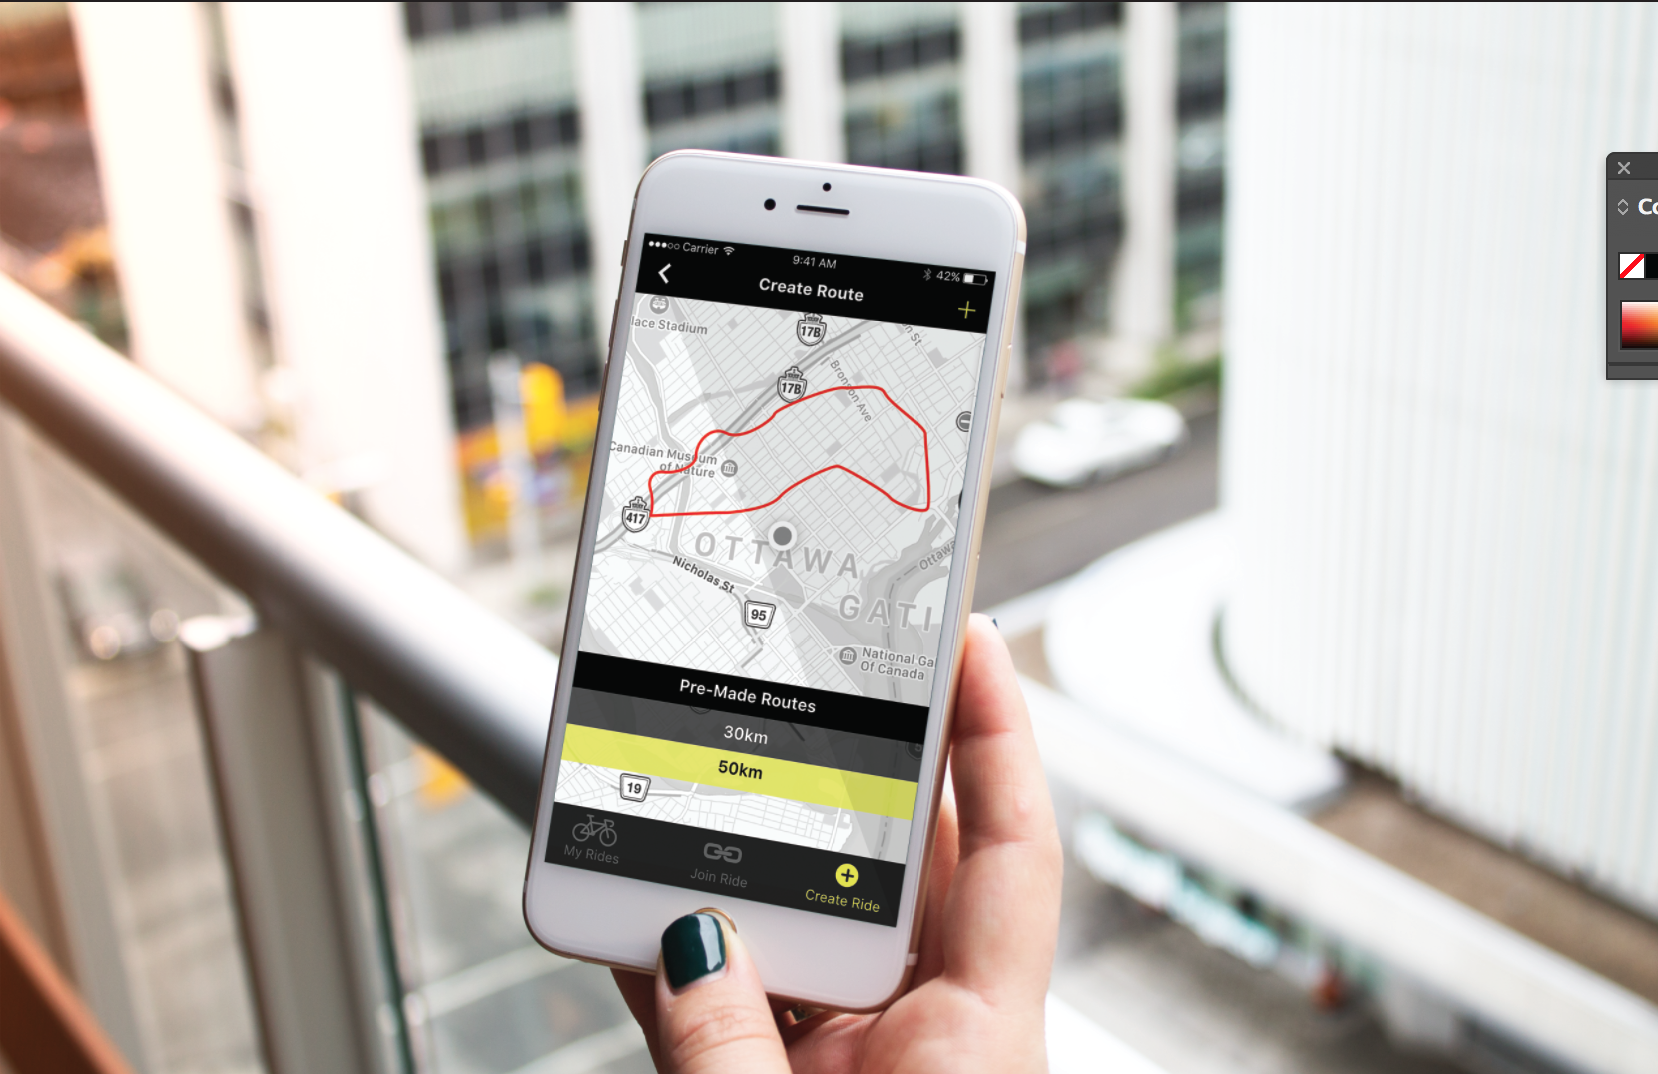 Carrier
9:41 AM
42%
Create Route
lace Stadium
17B
n St
17B
Bronson Ave
Canadian Museum
of Nature
417
OTTAWA
Ottawa
Nicholas St
95
GATI
National Ga
Of Canada
Pre-Made Routes
30km
50km
19
My Rides
Join Ride
Create Ride
Co